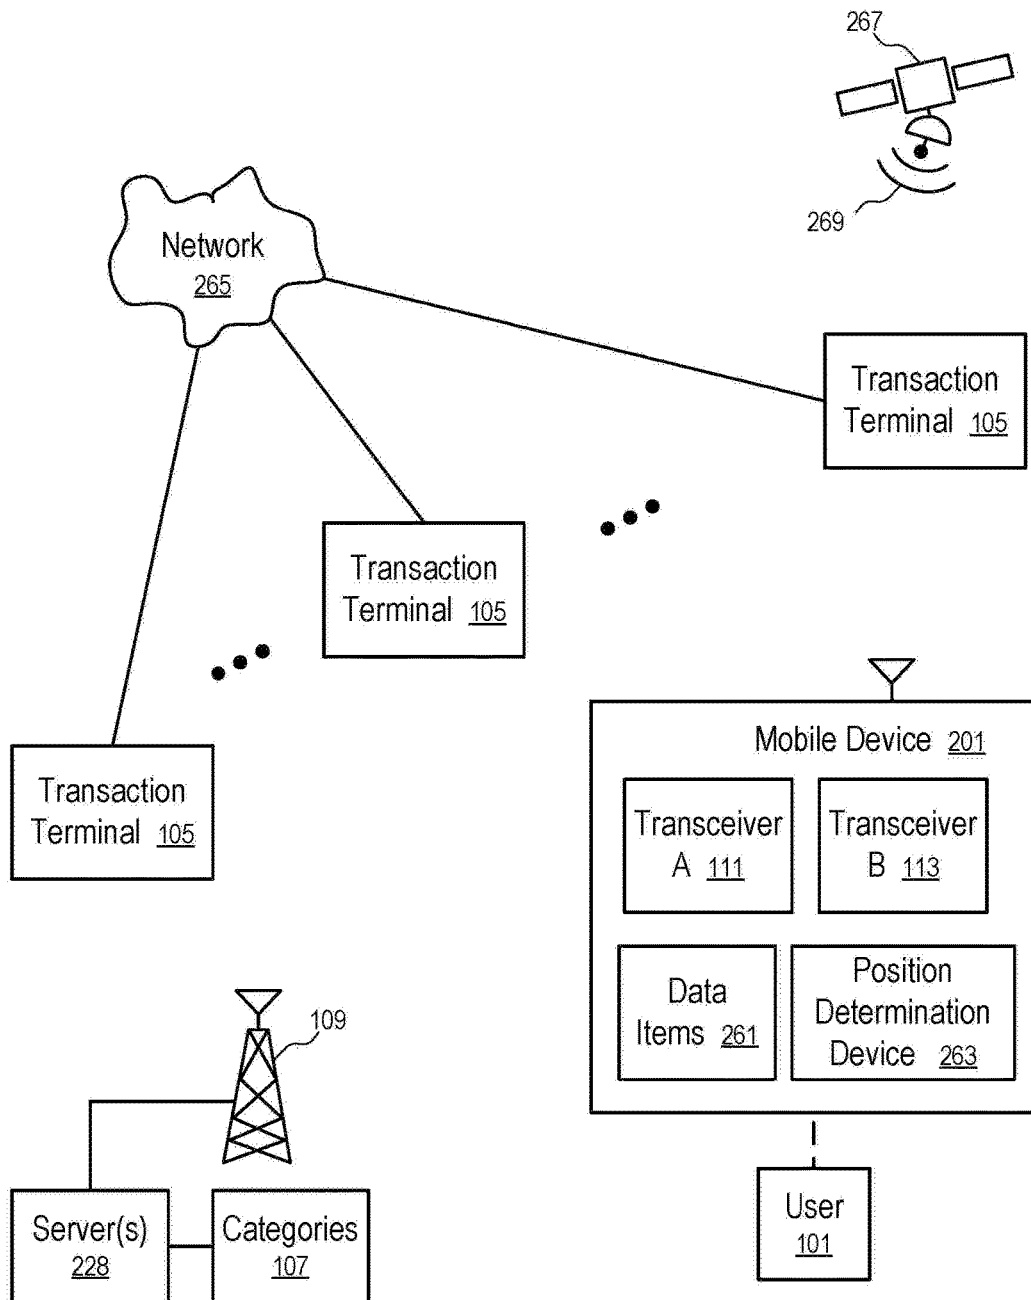 267
269
Network
265
Transaction
Terminal 105
Transaction
Terminal 105
Transaction
Terminal 105
Mobile Device 201
Transceiver
A 111
Transceiver
B 113
Data
Items 261
Position
Determination
Device 263
109
Server(s)
228
Categories
107
User
101